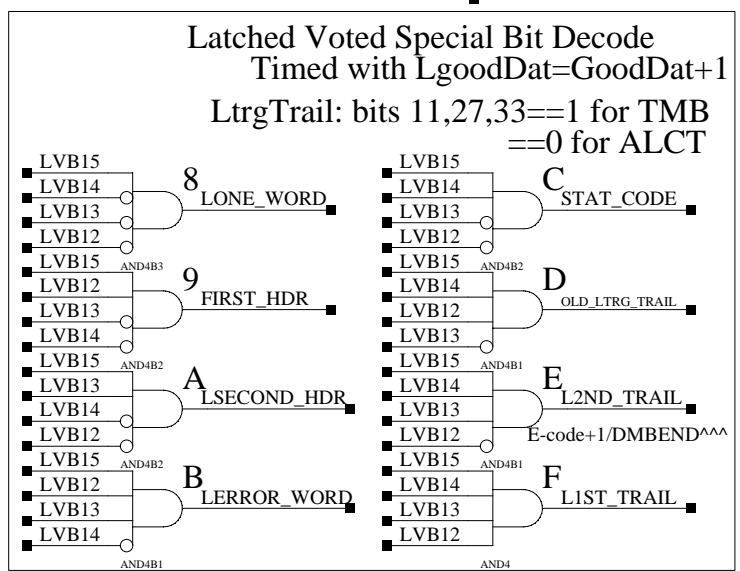 Latched Voted Special Bit Decode
Timed with LgoodDat=GoodDat+1
LtrgTrail: bits 11,27,33==1 for TMB
==0 for ALCT
LVB15
LVB14
LVB13
LVB12
8
LONE_WORD
AND4B3
LVB15
LVB12
LVB13
LVB14
9
FIRST_HDR
AND4B2
LVB15
LVB13
LVB14
LVB12
A
LSECOND_HDR
AND4B2
LVB15
LVB12
LVB13
LVB14
B
LERROR_WORD
AND4B1
LVB15
LVB14
LVB13
LVB12
C
STAT_CODE
AND4B2
LVB15
LVB14
LVB12
LVB13
D
OLD_LTRG_TRAIL
AND4B1
LVB15
LVB14
LVB13
LVB12
E
L2ND_TRAIL
E-code+1/DMBEND^^^
AND4B1
LVB15
LVB14
LVB13
LVB12
F
L1ST_TRAIL
AND4